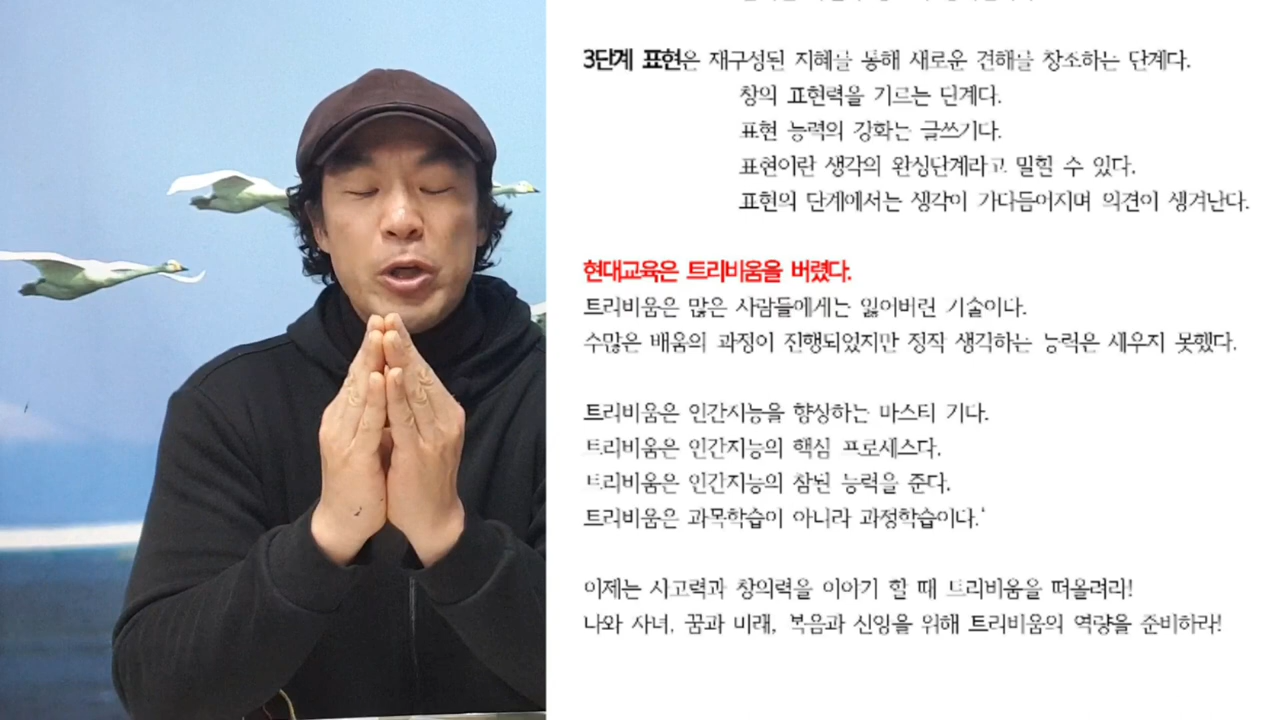 3단계 표현은 재구성된 지혜를 통해 새로운 견해를 창조하는 단계다.
창의 표현력을 기르는 단계다.
표현 능력의 강화는 글쓰기다.
표현이란 생각의 완성단계라고 말할 수 있다.
표현의 단계에서는 생각이 가다듬어지며 의견이 생겨난다.
현대교육은 트리비움을 버렸다.
트리비움은 많은 사람들에게는 잃어버린 기술이다.
수많은 배움의 과정이 진행되었지만 정작 생각하는 능력은 세우지 못했다.
트리비움은 인간지능을 향상하는 마스터 기다.
트리비움은 인간지능의 핵심 프로세스다.
트리비움은 인간지능의 참된 능력을 준다.
트리비움은 과목학습이 아니라 과정학습이다.'
이제는 사고력과 창의력을 이야기 할 때 트리비움을 떠올려라!
나와 자녀, 꿈과 미래, 복음과 신앙을 위해 트리비움의 역량을 준비하라!